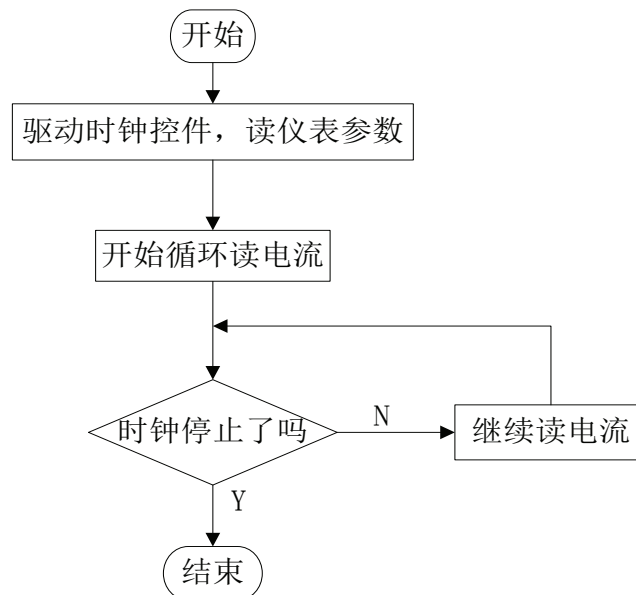 开始
驱动时钟控件，读仪表参数
开始循环读电流
时钟停止了吗
N
继续读电流
Y
结束